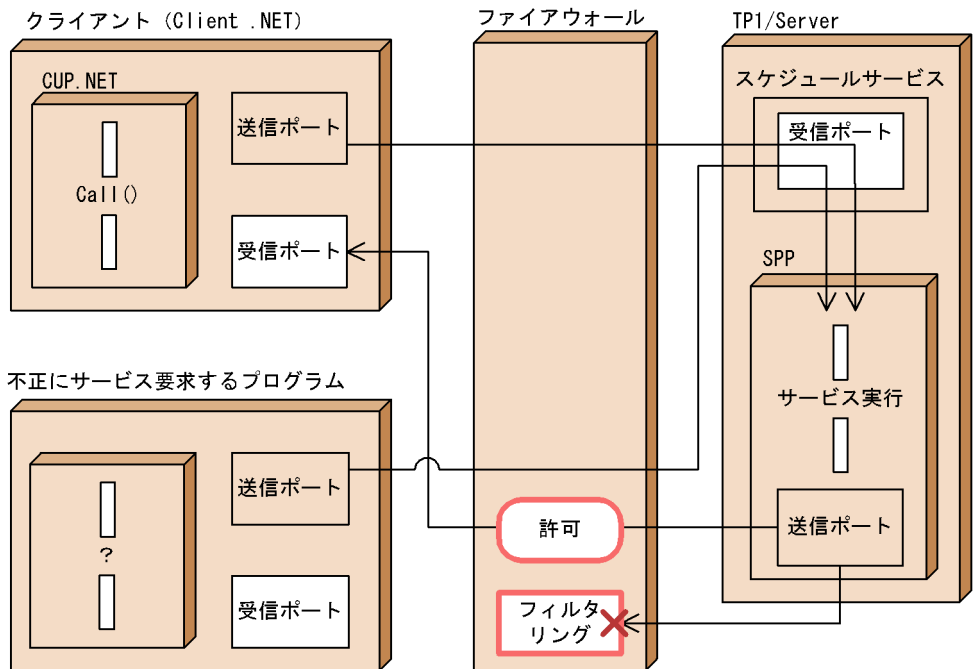 クライアント (Client .NET)
ファイアウォール
TP1/Server
CUP.NET
送信ポート
Call()
受信ポート
スケジュールサービス
受信ポート
SPP
サービス実行
送信ポート
不正にサービス要求するプログラム
送信ポート
?
受信ポート
許可
フィルタ
リング